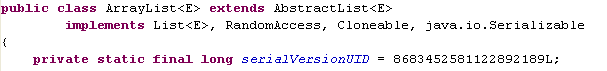 public class ArrayList<E> extends AbstractList<E>
        implements List<E>, RandomAccess, Cloneable, java.io.Serializable
{
    private static final long serialVersionUID = 8683452581122892189L;